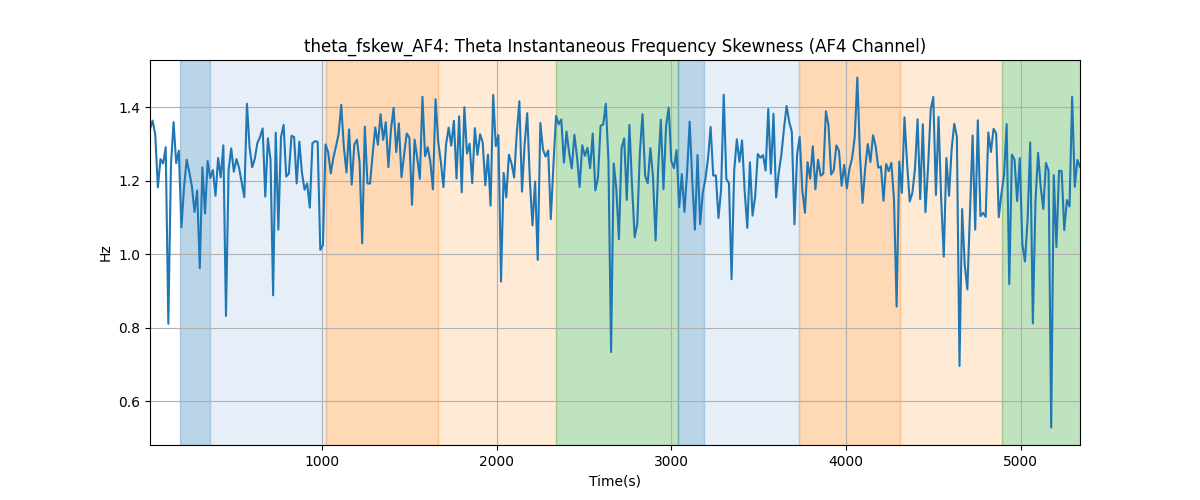 theta_fskew_AF4: Theta Instantaneous Frequency Skewness (AF4 Channel)
Hz
1.4
1.2
1.0
0.8
0.6
1000 2000 3000 4000 5000
Time(s)